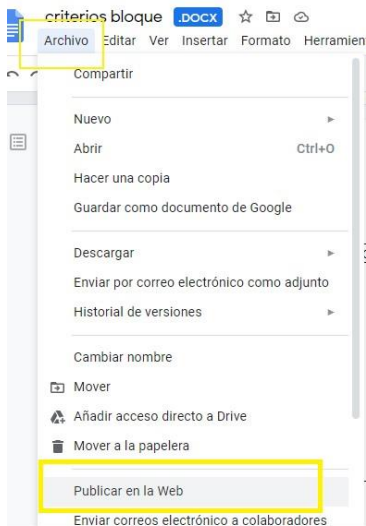 criterios bloque .DOCX
Archivo Editar Ver Insertar Formato Herramien
Compartir
Nuevo
Abrir Ctrl+O
Hacer una copia
Guardar como documento de Google
Descargar
Enviar por correo electrónico como adjunto
Historial de versiones
Cambiar nombre
Mover
Añadir acceso directo a Drive
Mover a la papelera
Publicar en la Web
Enviar correos electrónico a colaboradores